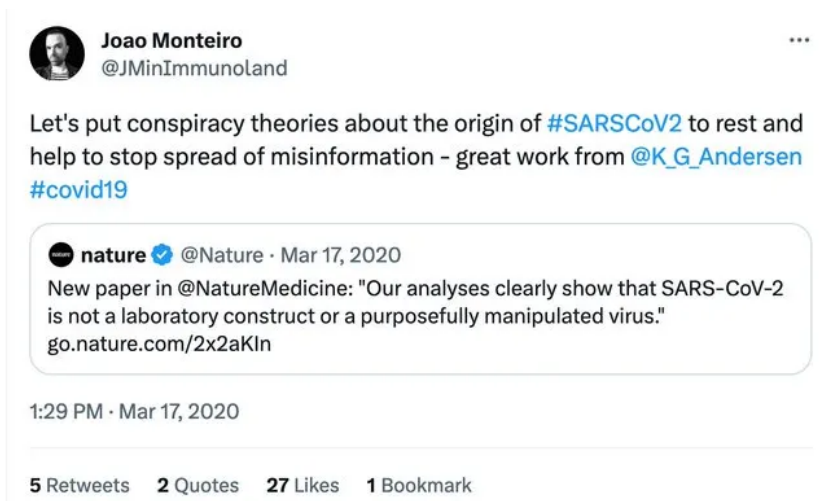 Joao Monteiro
@JMinImmunoland
Let's put conspiracy theories about the origin of #SARSCoV2 to rest and
help to stop spread of misinformation - great work from @K_G_Andersen
#covid19
nature @Nature · Mar 17, 2020
New paper in @NatureMedicine: "Our analyses clearly show that SARS-CoV-2
is not a laboratory construct or a purposefully manipulated virus."
go.nature.com/2x2aKIn
1:29 PM · Mar 17, 2020
5 Retweets 2 Quotes 27 Likes 1 Bookmark